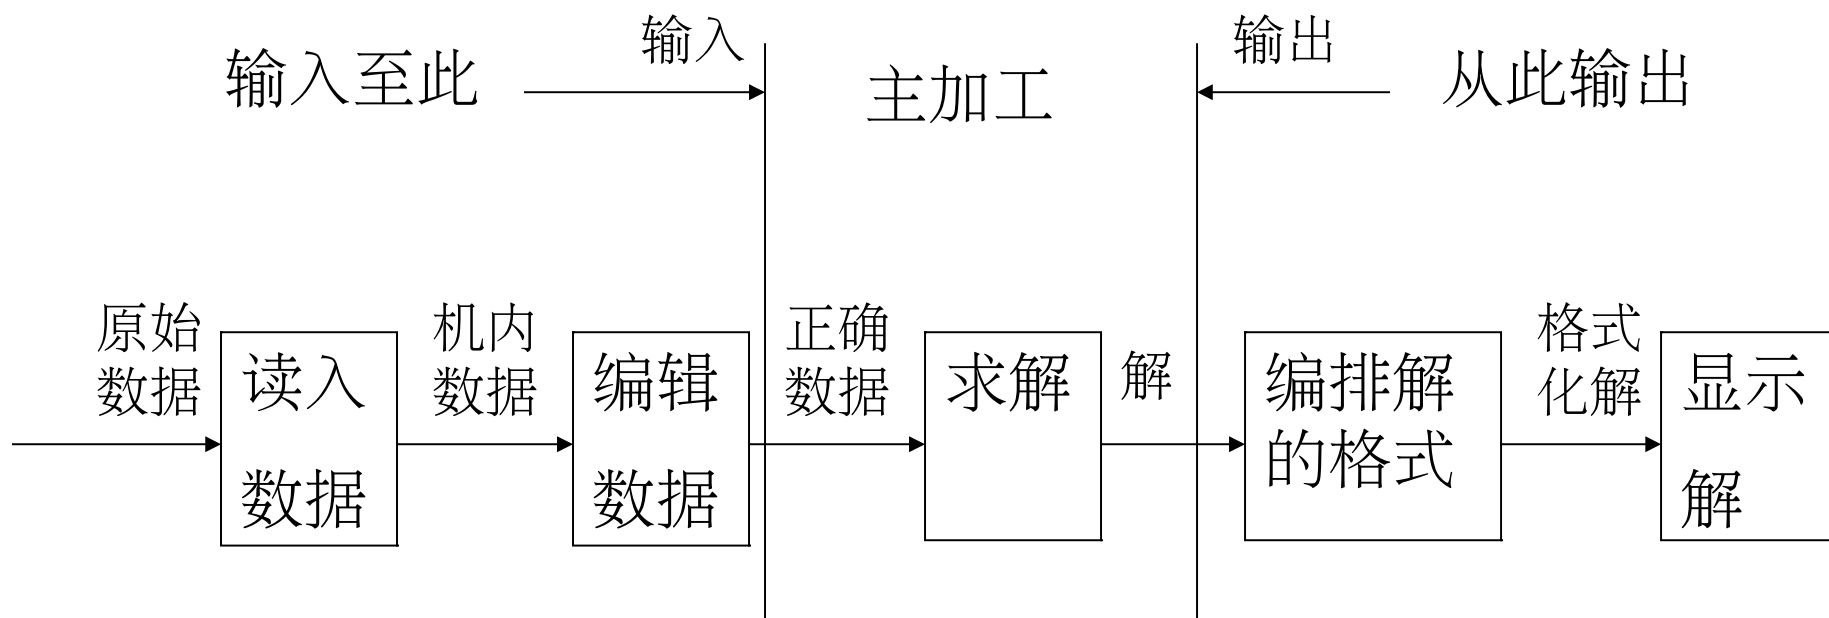 输入至此
输入
主加工
输出
从此输出
原始
数据
读入
数据
机内
数据
编辑
数据
正确
数据
求解
解
编排解
的格式
格式
化解
显示
解